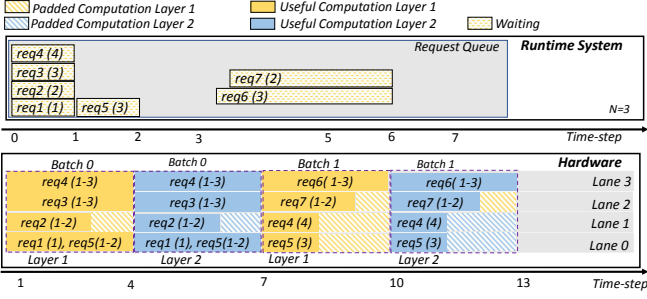 Padded Computation Layer 1
Useful Computation Layer 1
Padded Computation Layer 2
Useful Computation Layer 2
Waiting
Request Queue
Runtime System
req4 (4)
req3 (3)
req2 (2)
req1 (1)
req5 (3)
req7 (2)
req6 (3)
N=3
0 1 2 3 5 6 7 Time-step
Batch 0 Batch 0 Batch 1 Batch 1 Hardware
req4 (1-3) req4 (1-3) req6( 1-3) req6( 1-3) Lane 3
req3 (1-3) req3 (1-3) req7 (1-2) req7 (1-2) Lane 2
req2 (1-2) req2 (1-2) req4 (4) req4 (4) Lane 1
req1 (1), req5(1-2) req1 (1), req5(1-2) req5 (3) req5 (3) Lane 0
Layer 1 Layer 2 Layer 1 Layer 2
1 4 7 10 13 Time-step